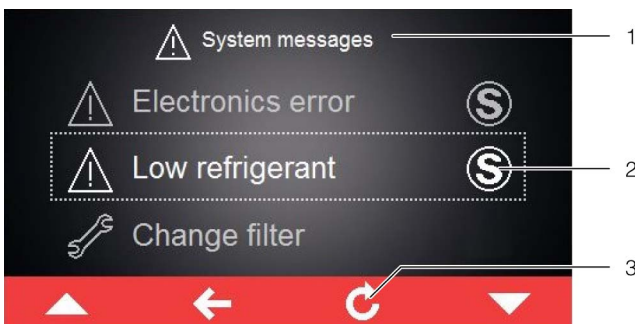 System messages
1
Electronics error
S
Low refrigerant
S
2
Change filter
3